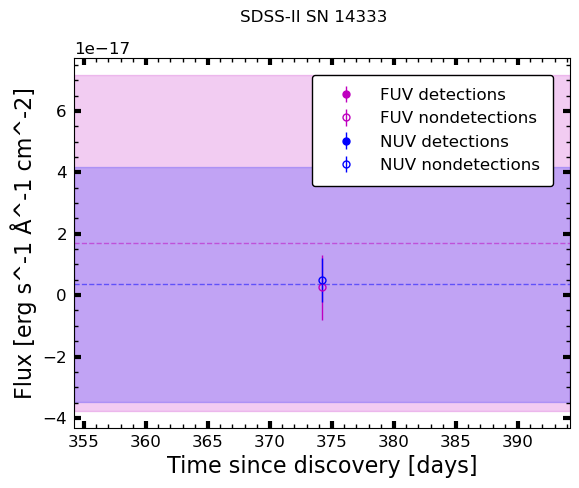 SDSS-II SN 14333
1e−17
FUV detections
FUV nondetections
NUV detections
NUV nondetections
6
4
2
0
−2
−4
Flux [erg s^-1 Å^-1 cm^-2]
355 360 365 370 375 380 385 390
Time since discovery [days]